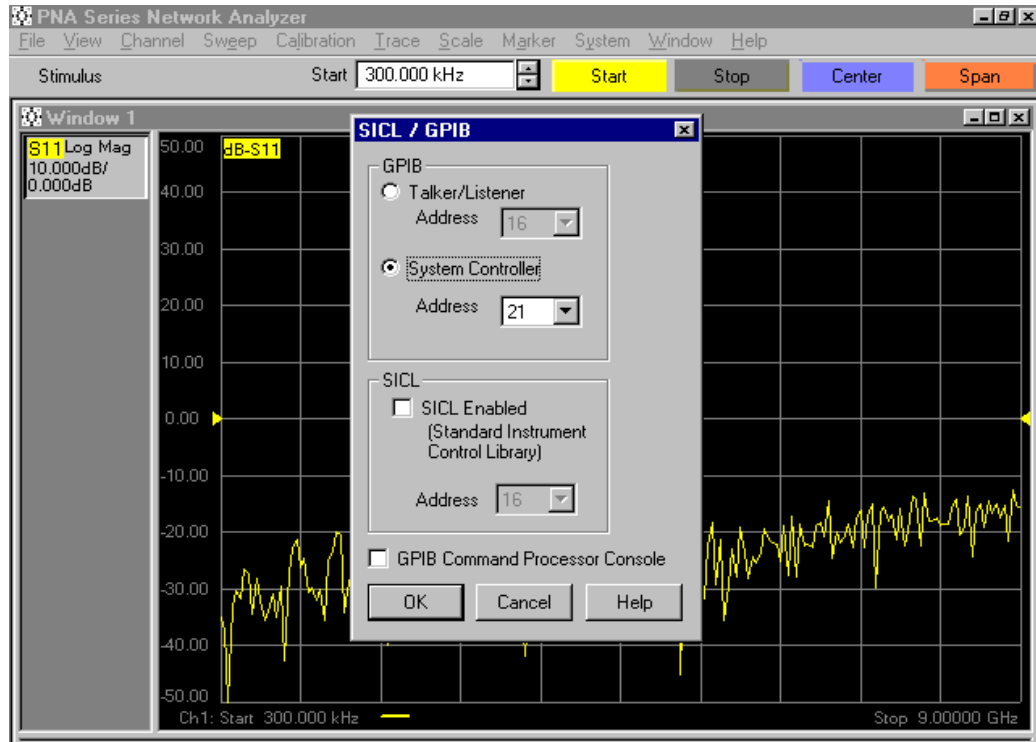 PNA Series Network Analyzer
File View Channel Sweep Calibration Trace Scale Marker System Window Help
Stimulus Start 300.000 kHz Start Stop Center Span
Window 1
S11 Log Mag
10.000dB/
0.000dB
50.00 dB-S11
40.00
30.00
20.00
10.00
0.00
-10.00
-20.00
-30.00
-40.00
-50.00
Ch1: Start 300.000 kHz Stop 9.00000 GHz
SICL / GPIB
GPIB
Talker/Listener
Address 16
System Controller
Address 21
SICL
SICL Enabled
(Standard Instrument
Control Library)
Address 16
GPIB Command Processor Console
OK Cancel Help